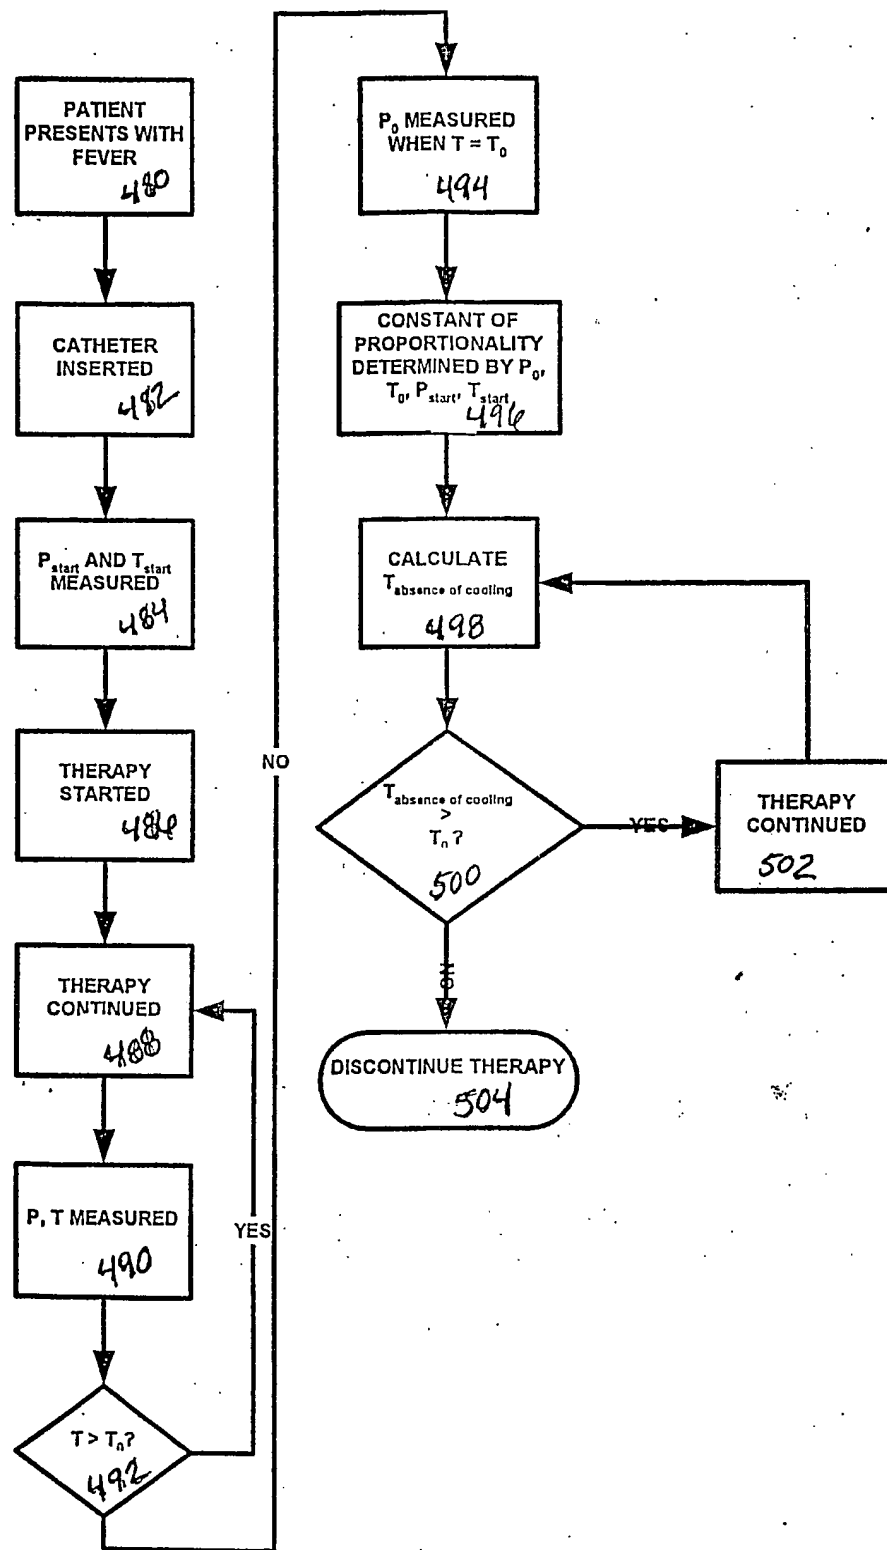 PATIENT
PRESENTS WITH
FEVER
480
CATHETER
INSERTED
482
P_start AND T_start
MEASURED
484
THERAPY
STARTED
486
THERAPY
CONTINUED
488
P, T MEASURED
490
T > T_0?
492
YES
NO
P_0 MEASURED
WHEN T = T_0
494
CONSTANT OF
PROPORTIONALITY
DETERMINED BY P_0,
T_0, P_start, T_start
496
CALCULATE
T_absence of cooling
498
T_absence of cooling
>
T_0?
500
YES
THERAPY
CONTINUED
502
NO
DISCONTINUE THERAPY
504